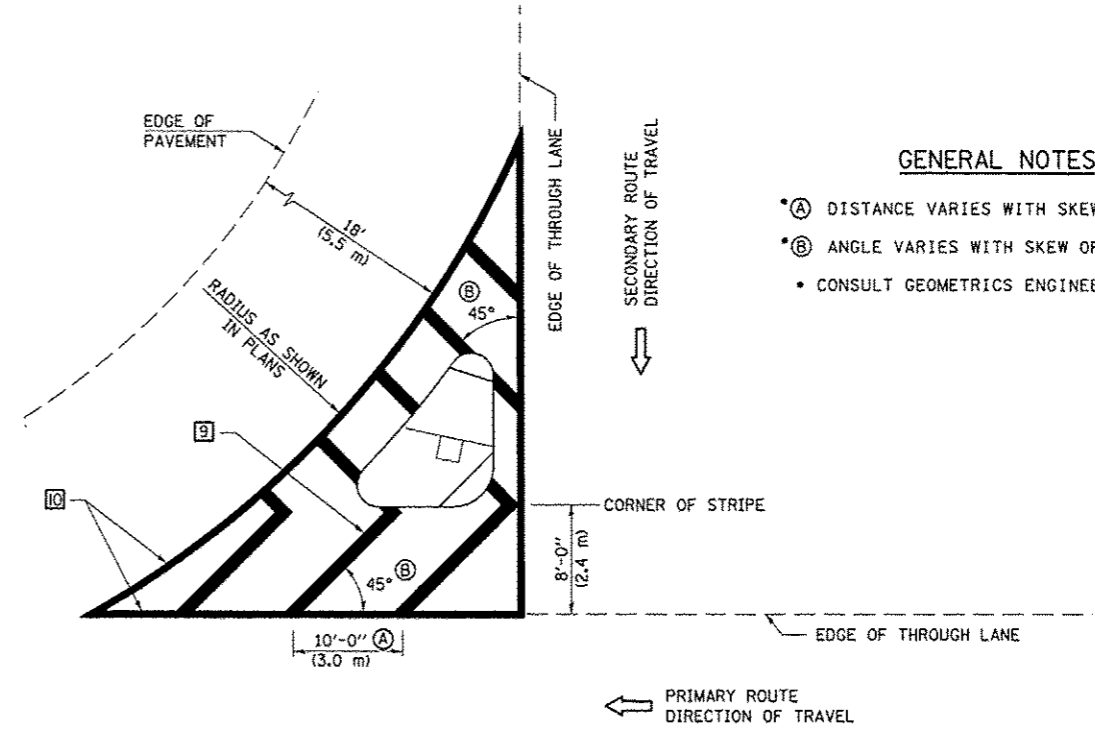 EDGE OF
PAVEMENT
18'
(5.5 m)
RADIUS AS SHOWN
IN PLANS
EDGE OF THROUGH LANE
SECONDARY ROUTE
DIRECTION OF TRAVEL
GENERAL NOTES
*Ⓐ DISTANCE VARIES WITH SKEW
*Ⓑ ANGLE VARIES WITH SKEW OF
• CONSULT GEOMETRICS ENGINEE
Ⓑ
45°
9
10
CORNER OF STRIPE
8'-0"
(2.4 m)
45° Ⓑ
10'-0" Ⓐ
(3.0 m)
EDGE OF THROUGH LANE
PRIMARY ROUTE
DIRECTION OF TRAVEL